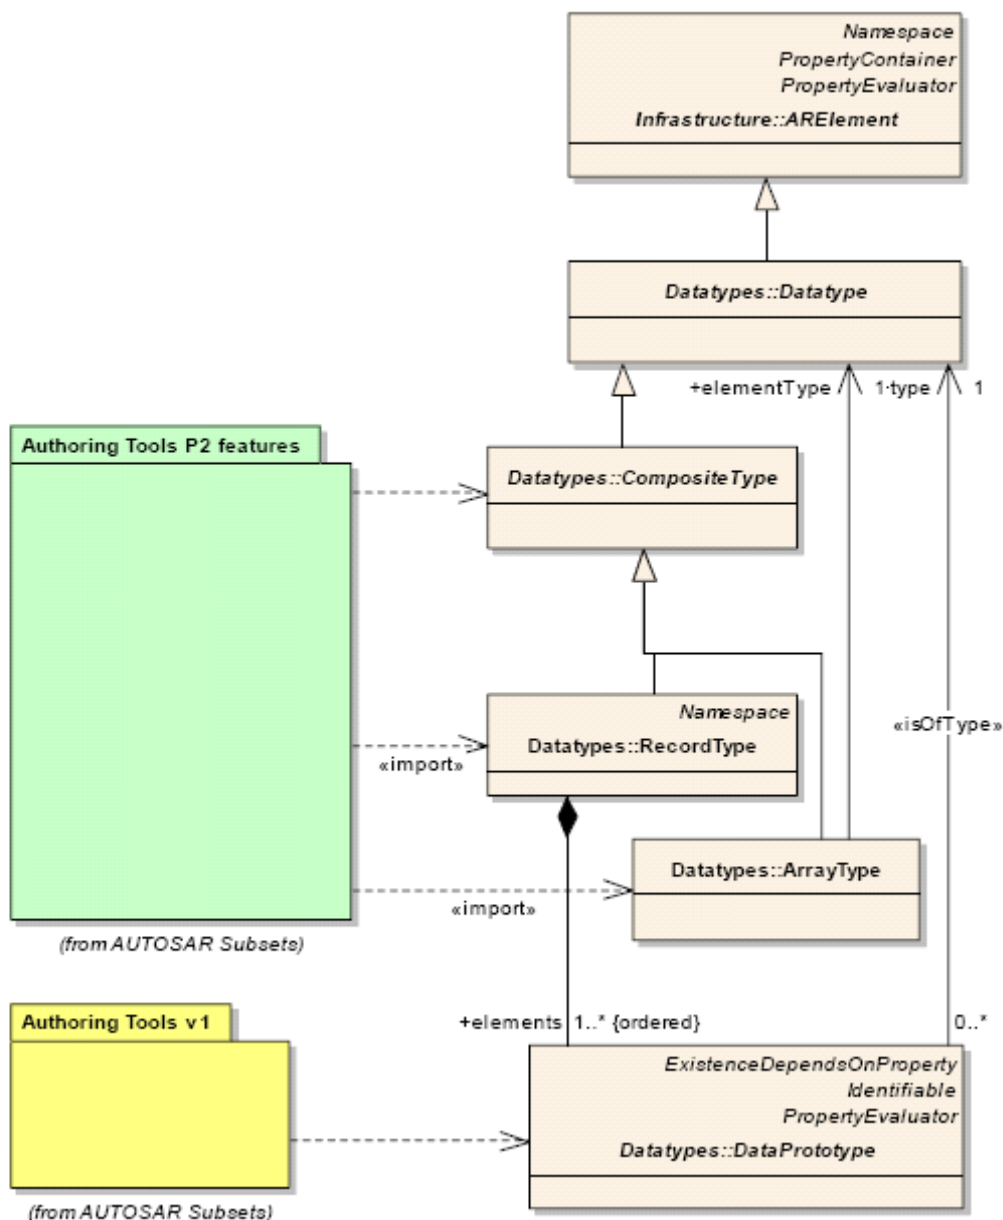 Namespace
PropertyContainer
PropertyEvaluator
Infrastructure::ARElement
Datatypes::Datatype
+elementType 1·type 1
Authoring Tools P2 features
Datatypes::CompositeType
Namespace
«isOfType»
Datatypes::RecordType
«import»
Datatypes::ArrayType
«import»
(from AUTOSAR Subsets)
Authoring Tools v1
+elements 1..* {ordered} 0..*
ExistenceDependsOnProperty
Identifiable
PropertyEvaluator
Datatypes::DataPrototype
(from AUTOSAR Subsets)